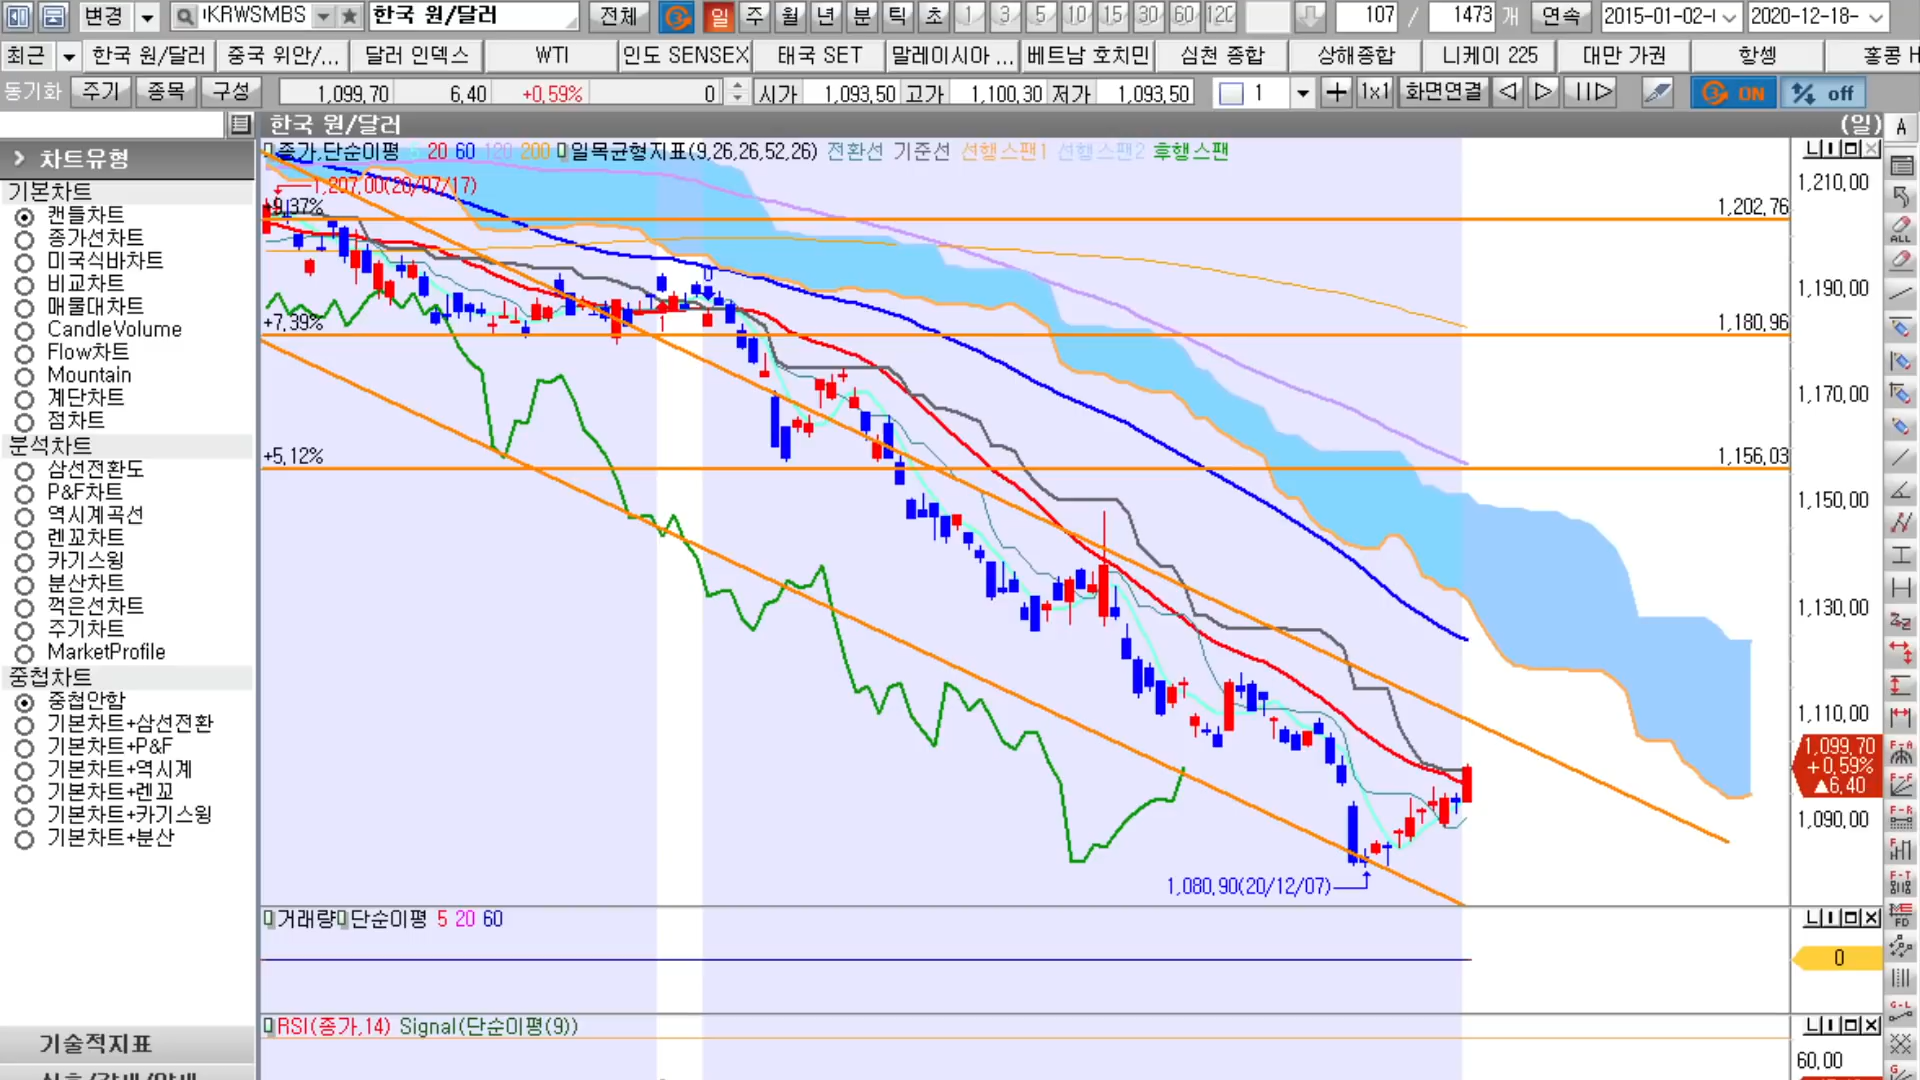 변경 KRWSMBS 한국 원/달러 전체 일 주 월 년 분 틱 초 1 3 5 10 15 30 60 120 107 / 1473 개 연속 2015-01-02- 2020-12-18-
최근 한국 원/달러 중국 위안/... 달러 인덱스 WTI 인도 SENSEX 태국 SET 말레이시아 ... 베트남 호치민 심천 종합 상해종합 니케이 225 대만 가권 항셍 홍콩 H
동기화 주기 종목 구성 1,099.70 6.40 +0.59% 0 시가 1,093.50 고가 1,100.30 저가 1,093.50 1 1x1 화면연결 ON off
한국 원/달러 (일) A
차트유형
기본차트
캔들차트
종가선차트
미국식바차트
비교차트
매물대차트
CandleVolume
Flow차트
Mountain
계단차트
점차트
분석차트
삼선전환도
P&F차트
역시계곡선
렌꼬차트
카기스윙
분산차트
꺽은선차트
주기차트
MarketProfile
중첩차트
중첩안함
기본차트+삼선전환
기본차트+P&F
기본차트+역시계
기본차트+렌꼬
기본차트+카기스윙
기본차트+분산
기술적지표
종가,단순이평 5 20 60 120 200 일목균형지표(9,26,26,52,26) 전환선 기준선 선행스팬1 선행스팬2 후행스팬
1,207.00(20/07/17)
+9.37% 1,202.76
+7.39% 1,180.96
+5.12% 1,156.03
1,080.90(20/12/07)
1,210.00
1,190.00
1,170.00
1,150.00
1,130.00
1,110.00
1,099.70
+0.59%
▲6.40
1,090.00
거래량 단순이평 5 20 60
0
RSI(종가,14) Signal(단순이평(9))
60.00
ALL
F-A
F-F
F-R
F-T
FD
G-L